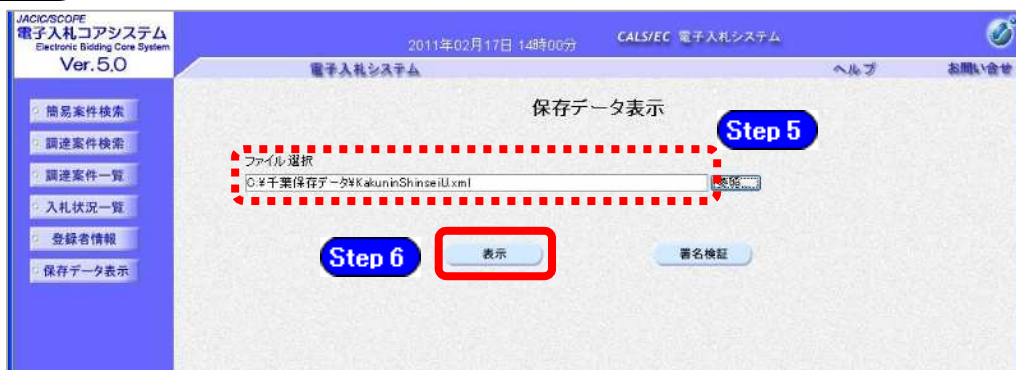 JACIC/SCOPE
電子入札コアシステム
Electronic Bidding Core System
Ver.5.0
2011年02月17日 14時00分
CALS/EC 電子入札システム
電子入札システム
ヘルプ
お問い合せ
簡易案件検索
調達案件検索
調達案件一覧
入札状況一覧
登録者情報
保存データ表示
保存データ表示
Step 5
ファイル選択
C:¥千葉保存データ¥KakuninShinseiU.xml
参照...
Step 6
表示
署名検証